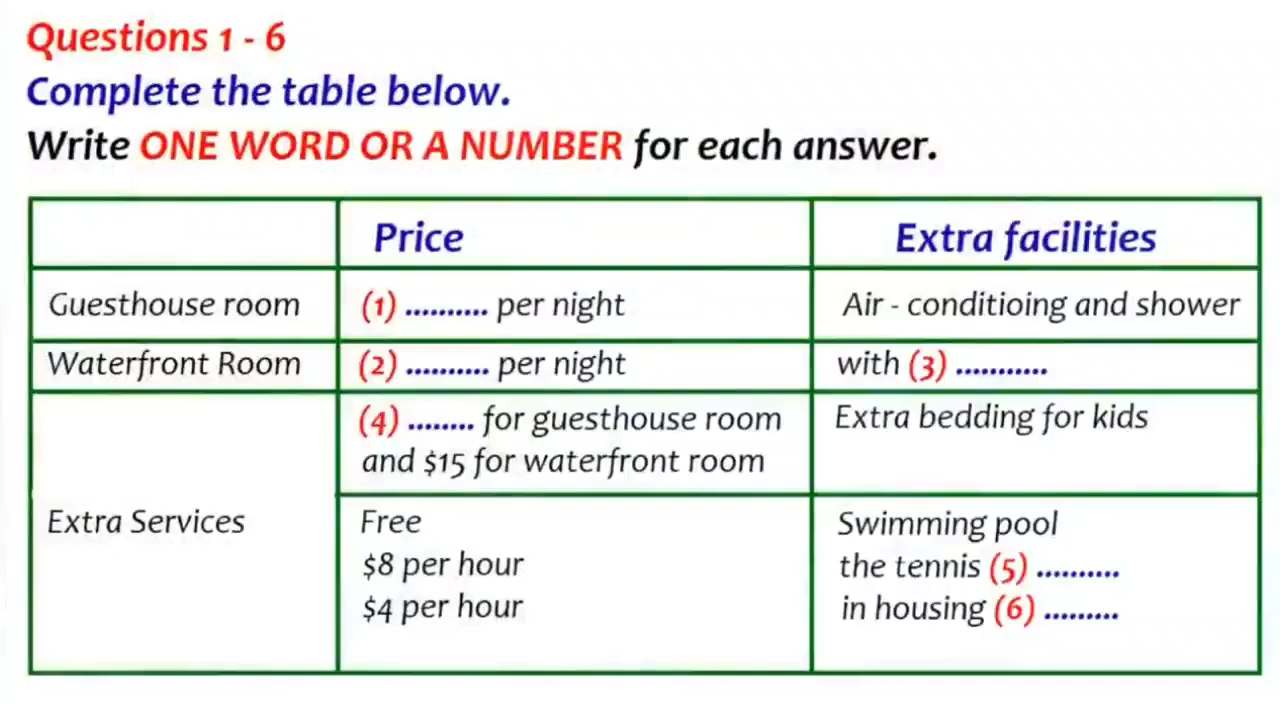 Questions 1 - 6
Complete the table below.
Write ONE WORD OR A NUMBER for each answer.
Price
Extra facilities
Guesthouse room
(1) .......... per night
Air - conditioing and shower
Waterfront Room
(2) .......... per night
with (3) ...........
Extra Services
(4) ........ for guesthouse room
and $15 for waterfront room
Extra bedding for kids
Free
$8 per hour
$4 per hour
Swimming pool
the tennis (5) ..........
in housing (6) .........